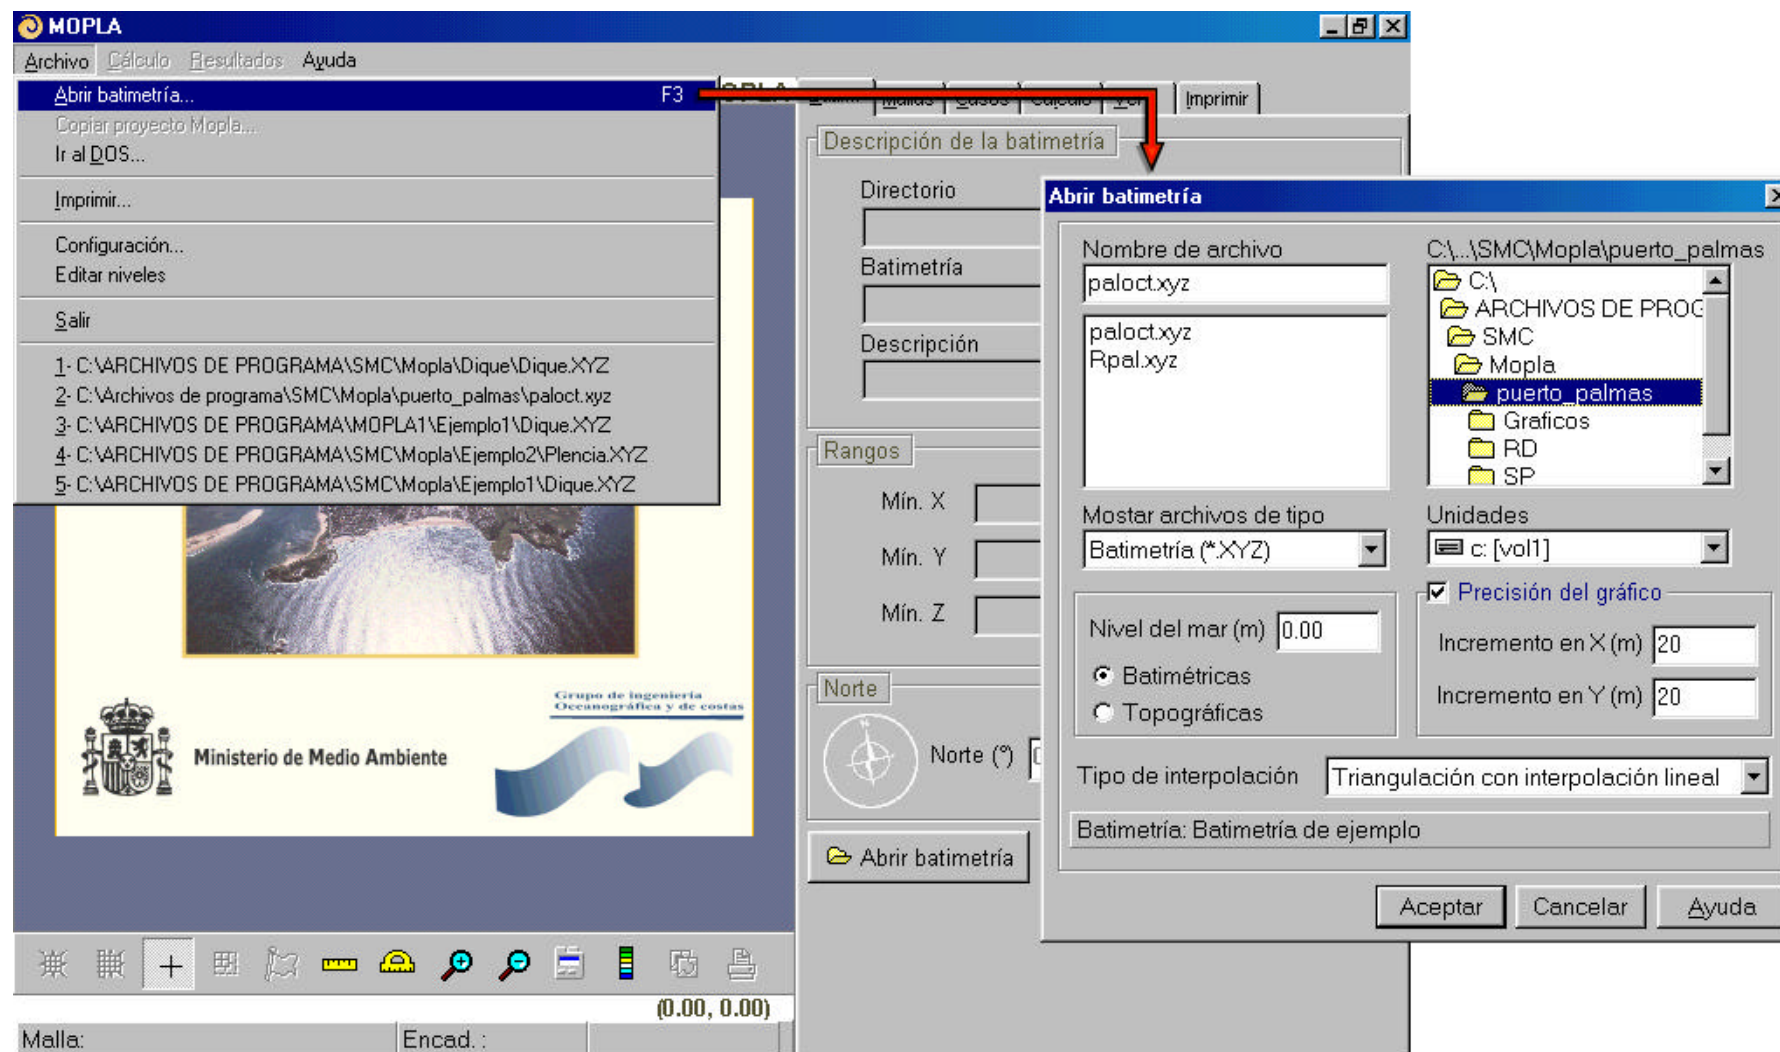 MOPLA
Archivo Cálculo Resultados Ayuda
Abrir batimetría... F3
Copiar proyecto Mopla...
Ir al DOS...
Imprimir...
Configuración...
Editar niveles
Salir
1- C:\ARCHIVOS DE PROGRAMA\SMC\Mopla\Dique\Dique.XYZ
2- C:\Archivos de programa\SMC\Mopla\puerto_palmas\paloct.xyz
3- C:\ARCHIVOS DE PROGRAMA\MOPLA1\Ejemplo1\Dique.XYZ
4- C:\ARCHIVOS DE PROGRAMA\SMC\Mopla\Ejemplo2\Plencia.XYZ
5- C:\ARCHIVOS DE PROGRAMA\SMC\Mopla\Ejemplo1\Dique.XYZ
Mallas Casos Cálculo Ver Imprimir
Descripción de la batimetría
Directorio
Batimetría
Descripción
Rangos
Mín. X
Mín. Y
Mín. Z
Norte
Norte (º)
Abrir batimetría
Grupo de ingeniería
Oceanográfica y de costas
Ministerio de Medio Ambiente
(0.00, 0.00)
Malla: Encad. :
Abrir batimetría
Nombre de archivo
paloct.xyz
paloct.xyz
Rpal.xyz
C:\...\SMC\Mopla\puerto_palmas
C:\
ARCHIVOS DE PROG
SMC
Mopla
puerto_palmas
Graficos
RD
SP
Mostar archivos de tipo
Batimetría (*.XYZ)
Unidades
c: [vol1]
Nivel del mar (m) 0.00
Batimétricas
Topográficas
Precisión del gráfico
Incremento en X (m) 20
Incremento en Y (m) 20
Tipo de interpolación Triangulación con interpolación lineal
Batimetría: Batimetría de ejemplo
Aceptar Cancelar Ayuda